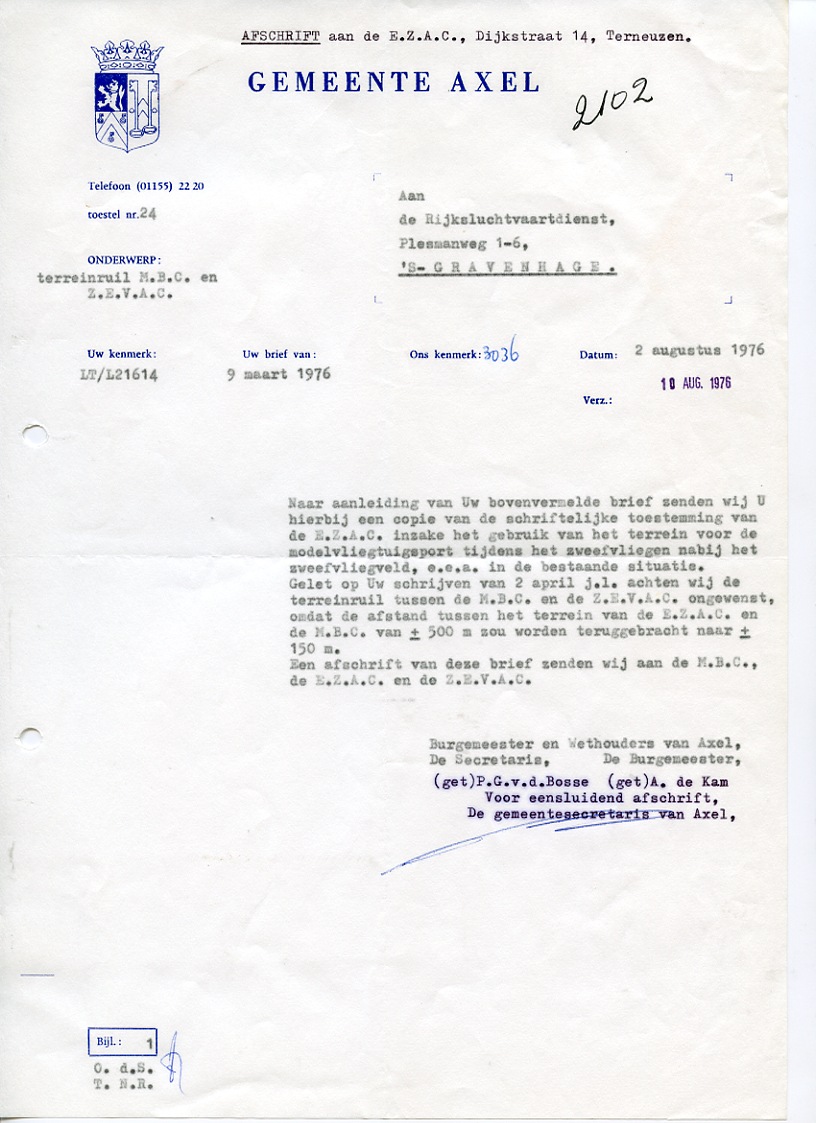 AFSCHRIFT aan de E.Z.A.C., Dijkstraat 14, Terneuzen.
GEMEENTE AXEL
2102
Telefoon (01155) 22 20
toestel nr.24
Aan
de Rijksluchtvaartdienst,
Plesmanweg 1-6,
'S-GRAVENHAGE.
ONDERWERP:
terreinruil M.B.C. en
Z.E.V.A.C.
Uw kenmerk: Uw brief van: Ons kenmerk: 3036 Datum: 2 augustus 1976
LT/L21614 9 maart 1976
10 AUG. 1976
Verz.:
Naar aanleiding van Uw bovenvermelde brief zenden wij U
hierbij een copie van de schriftelijke toestemming van
de E.Z.A.C. inzake het gebruik van het terrein voor de
modelvliegtuigsport tijdens het zweefvliegen nabij het
zweefvliegveld, e.e.a. in de bestaande situatie.
Gelet op Uw schrijven van 2 april j.l. achten wij de
terreinruil tussen de M.B.C. en de Z.E.V.A.C. ongewenst,
omdat de afstand tussen het terrein van de E.Z.A.C. en
de M.B.C. van ± 500 m zou worden teruggebracht naar ±
150 m.
Een afschrift van deze brief zenden wij aan de M.B.C.,
de E.Z.A.C. en de Z.E.V.A.C.
Burgemeester en Wethouders van Axel,
De Secretaris, De Burgemeester,
(get)P.G.v.d.Bosse (get)A. de Kam
Voor eensluidend afschrift,
De gemeentesecretaris van Axel,
Bijl.: 1
O. d.S.
T. N.R.